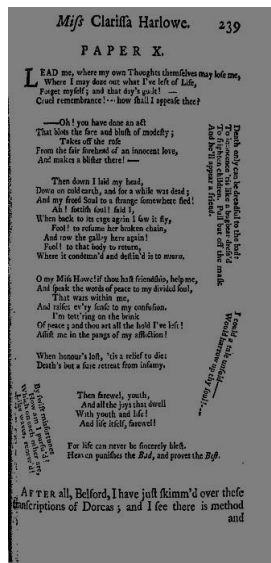 Miſs Clariſſa Harlowe. 239
PAPER X.
LEAD me, where my own Thoughts themſelves may loſe me,
Where I may doze out what I've left of Life,
Forget myſelf; and that day's guilt! —
Cruel remembrance! -- how ſhall I appeaſe thee?
—Oh! you have done an act
That blots the face and bluſh of modeſty;
Takes off the roſe
From the fair forehead of an innocent love,
And makes a bliſter there! —
Then down I laid my head,
Down on cold earth, and for a while was dead;
And my freed Soul to a ſtrange ſomewhere fled!
Ah! ſottiſh ſoul! ſaid I,
When back to its cage again I ſaw it fly,
Fool! to reſume her broken chain,
And row the galley here again!
Fool! to that body to return,
Where it condemn'd and deſtin'd is to mourn.
O my Miſs Howe! if thou haſt friendſhip, help me,
And ſpeak the words of peace to my divided ſoul,
That wars within me,
And raiſes ev'ry ſenſe to my confuſion.
I'm tott'ring on the brink
Of peace; and thou art all the hold I've left!
Aſſiſt me in the pangs of my affliction!
When honour's loſt, 'tis a relief to die:
Death's but a ſure retreat from infamy.
Then farewel, youth,
And all the joys that dwell
With youth and life!
And life itſelf, farewel!
For life can never be ſincerely bleſt.
Heaven puniſhes the Bad, and proves the Beſt.
Death only can be dreadful to the bad:
To innocence 'tis like a bugbear dreſs'd
To frighten children. Pull but off the maſk
And he'll appear a friend.
I could a tale unfold—
Would harrow up thy ſoul!—
By ſwift misfortunes
How am I purſu'd!
Which on each other are,
Like waves, renew'd!
AFTER all, Belford, I have juſt ſkimm'd over theſe
tranſcriptions of Dorcas; and I ſee there is method
and